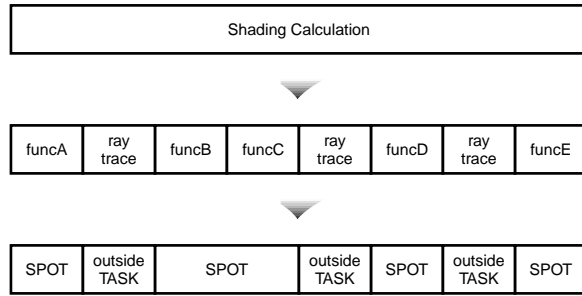 Shading Calculation
funcA
ray
trace
funcB
funcC
ray
trace
funcD
ray
trace
funcE
SPOT
outside
TASK
SPOT
outside
TASK
SPOT
outside
TASK
SPOT